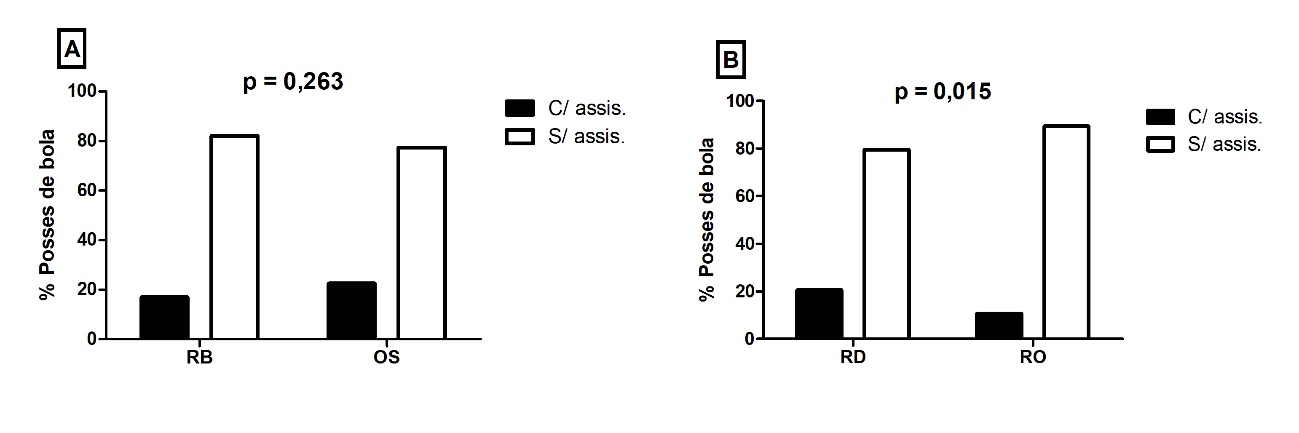 A
p = 0,263
% Posses de bola
100
80
60
40
20
0
RB
OS
C/ assis.
S/ assis.
B
p = 0,015
% Posses de bola
100
80
60
40
20
0
RD
RO
C/ assis.
S/ assis.